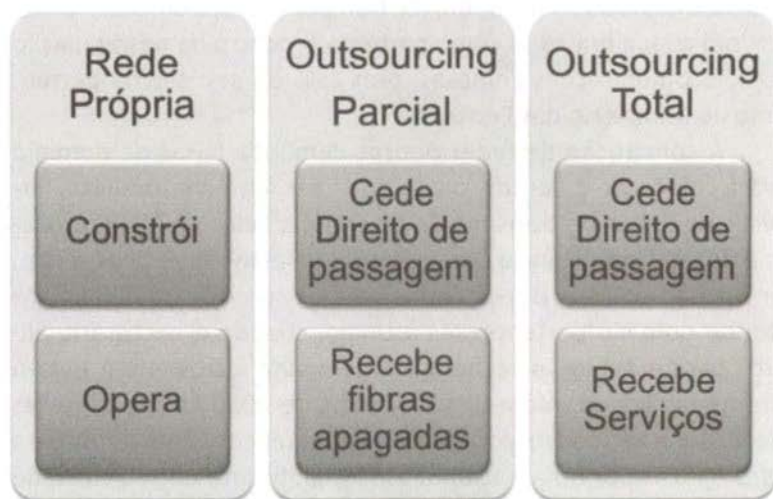 Rede
Própria
Constrói
Opera
Outsourcing
Parcial
Cede
Direito de
passagem
Recebe
fibras
apagadas
Outsourcing
Total
Cede
Direito de
passagem
Recebe
Serviços